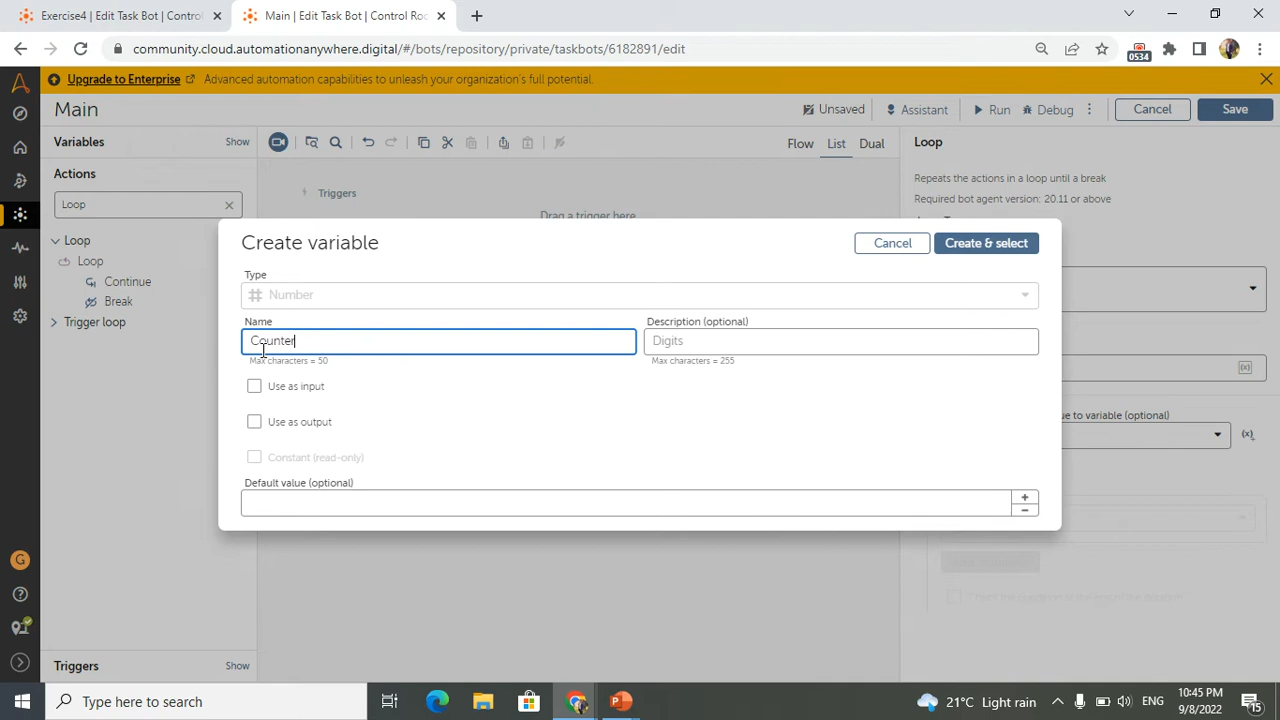 Exercise4 | Edit Task Bot | Control
Main | Edit Task Bot | Control Roc
community.cloud.automationanywhere.digital/#/bots/repository/private/taskbots/6182891/edit
0534
Upgrade to Enterprise
Advanced automation capabilities to unleash your organization's full potential.
Main
Unsaved
Assistant
Run
Debug
Cancel
Save
Variables
Show
Flow
List
Dual
Loop
Actions
Triggers
Repeats the actions in a loop until a break
Required bot agent version: 20.11 or above
Loop
Drag a trigger here
Loop
Loop
Continue
Break
Trigger loop
Create variable
Cancel
Create & select
Type
Number
Name
Description (optional)
Counter
Digits
Max characters = 50
Max characters = 255
Use as input
Use as output
Constant (read-only)
Default value (optional)
ue to variable (optional)
Triggers
Show
G
Type here to search
21°C Light rain
ENG
10:45 PM
9/8/2022
15